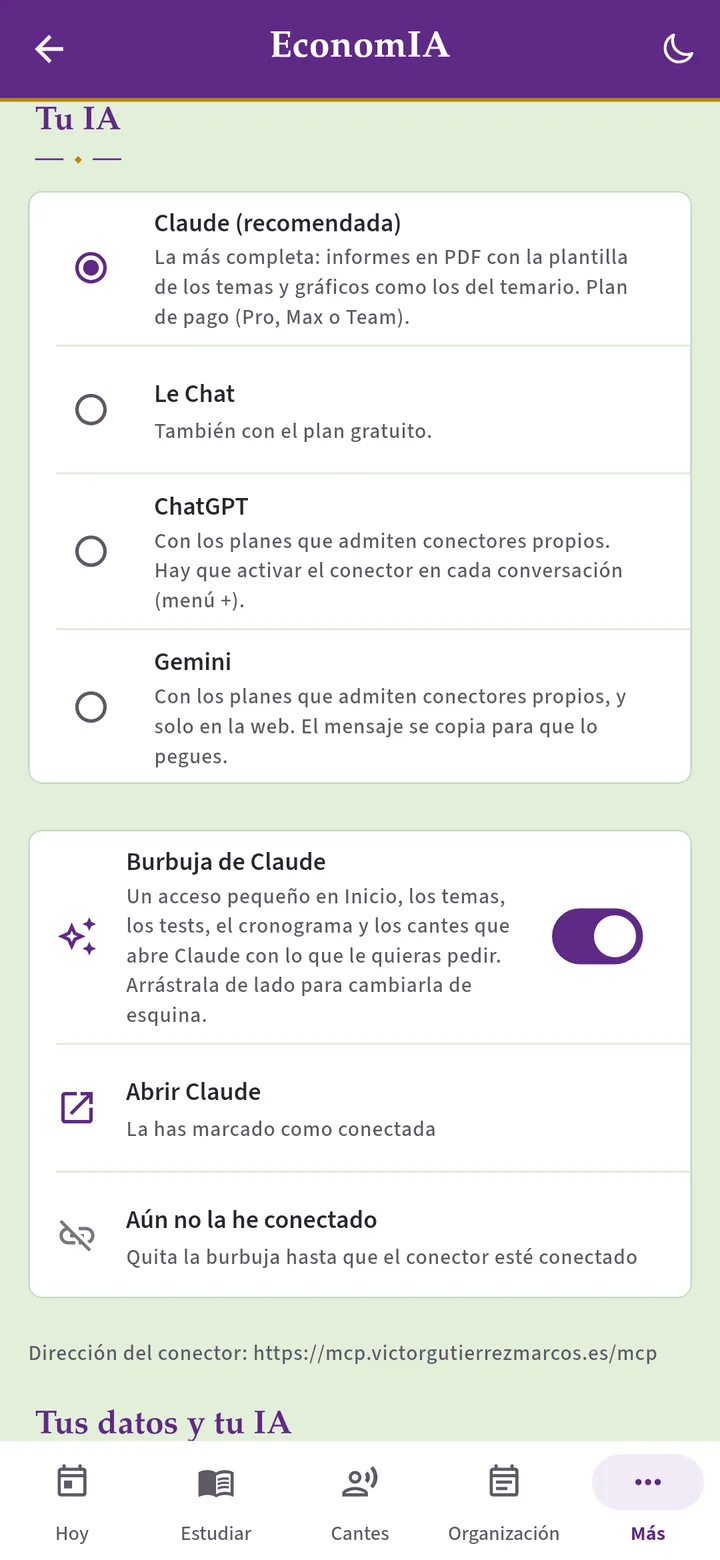 EconomIA
Tu IA
Claude (recomendada)
La más completa: informes en PDF con la plantilla
de los temas y gráficos como los del temario. Plan
de pago (Pro, Max o Team).
Le Chat
También con el plan gratuito.
ChatGPT
Con los planes que admiten conectores propios.
Hay que activar el conector en cada conversación
(menú +).
Gemini
Con los planes que admiten conectores propios, y
solo en la web. El mensaje se copia para que lo
pegues.
Burbuja de Claude
Un acceso pequeño en Inicio, los temas,
los tests, el cronograma y los cantes que
abre Claude con lo que le quieras pedir.
Arrástrala de lado para cambiarla de
esquina.
Abrir Claude
La has marcado como conectada
Aún no la he conectado
Quita la burbuja hasta que el conector esté conectado
Dirección del conector: https://mcp.victorgutierrezmarcos.es/mcp
Tus datos y tu IA
Hoy
Estudiar
Cantes
Organización
Más